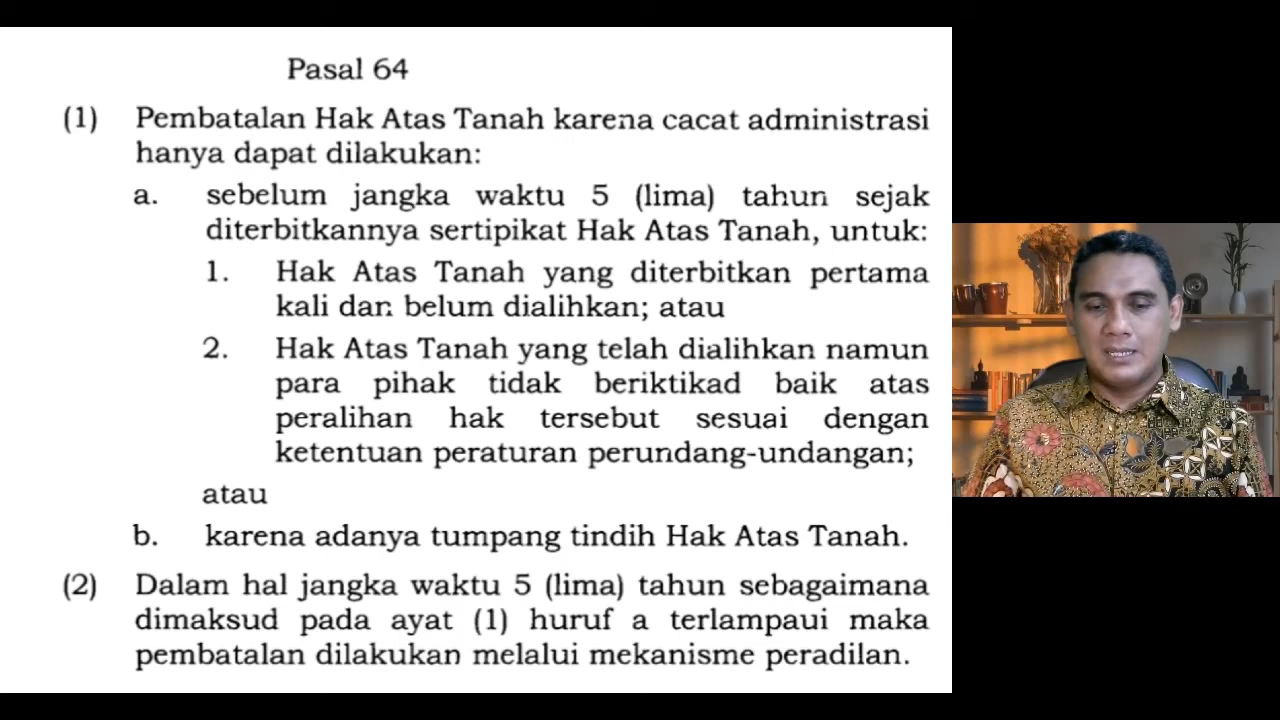 Pasal 64
(1) Pembatalan Hak Atas Tanah karena cacat administrasi
hanya dapat dilakukan:
a. sebelum jangka waktu 5 (lima) tahun sejak
diterbitkannya sertipikat Hak Atas Tanah, untuk:
1. Hak Atas Tanah yang diterbitkan pertama
kali dan belum dialihkan; atau
2. Hak Atas Tanah yang telah dialihkan namun
para pihak tidak beriktikad baik atas
peralihan hak tersebut sesuai dengan
ketentuan peraturan perundang-undangan;
atau
b. karena adanya tumpang tindih Hak Atas Tanah.
(2) Dalam hal jangka waktu 5 (lima) tahun sebagaimana
dimaksud pada ayat (1) huruf a terlampaui maka
pembatalan dilakukan melalui mekanisme peradilan.